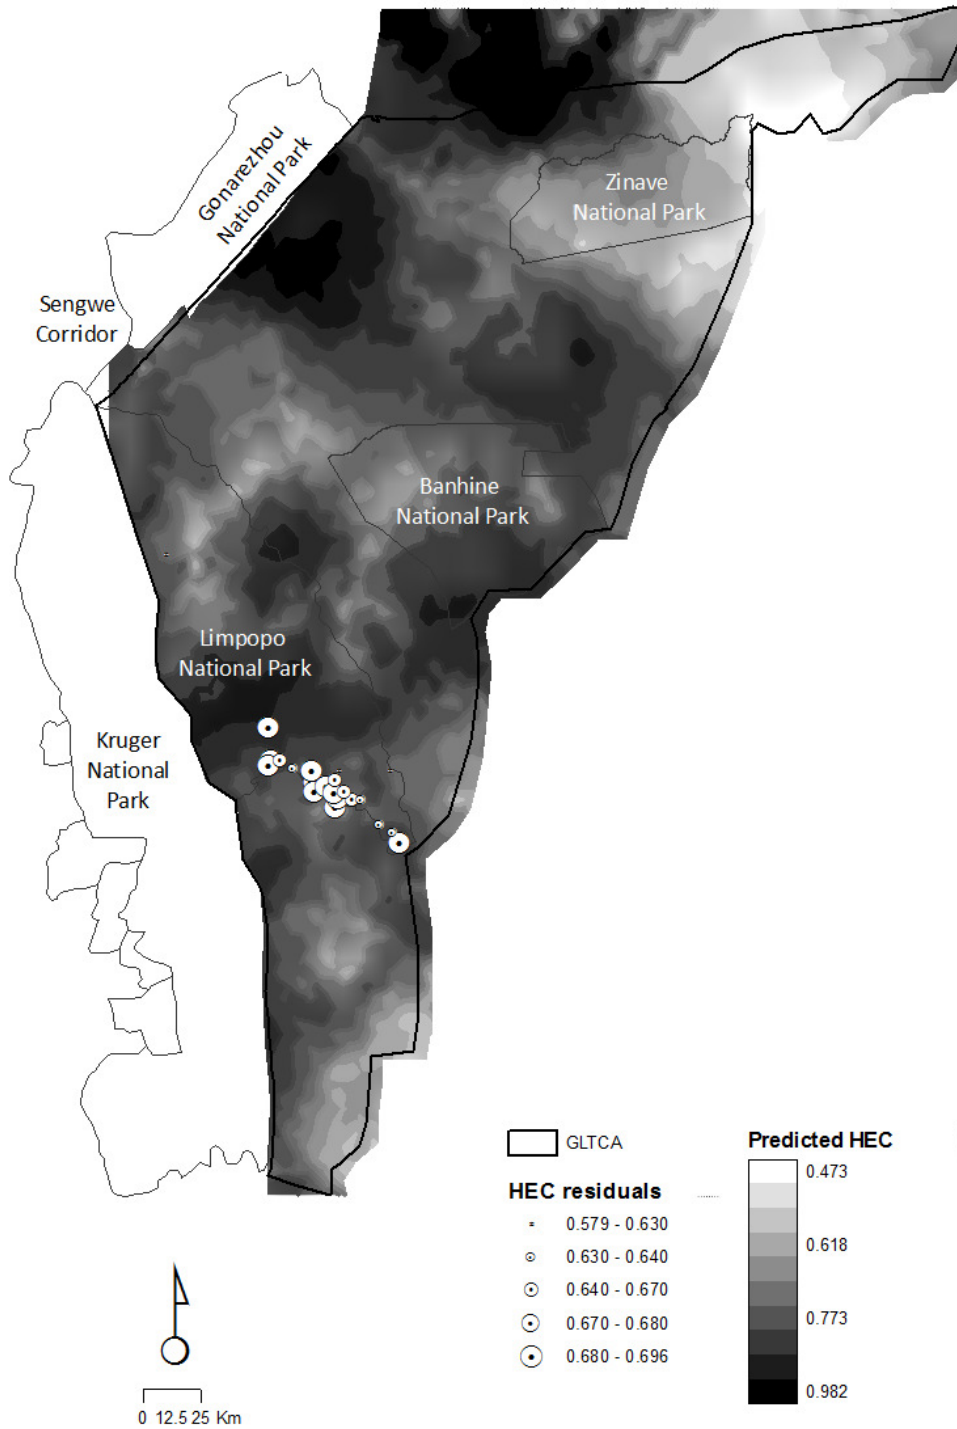 Gonarezhou
National Park
Zinave
National Park
Sengwe
Corridor
Banhine
National Park
Limpopo
National Park
Kruger
National
Park
GLTCA
HEC residuals
0.579 - 0.630
0.630 - 0.640
0.640 - 0.670
0.670 - 0.680
0.680 - 0.696
Predicted HEC
0.473
0.618
0.773
0.982
0 12.5 25 Km